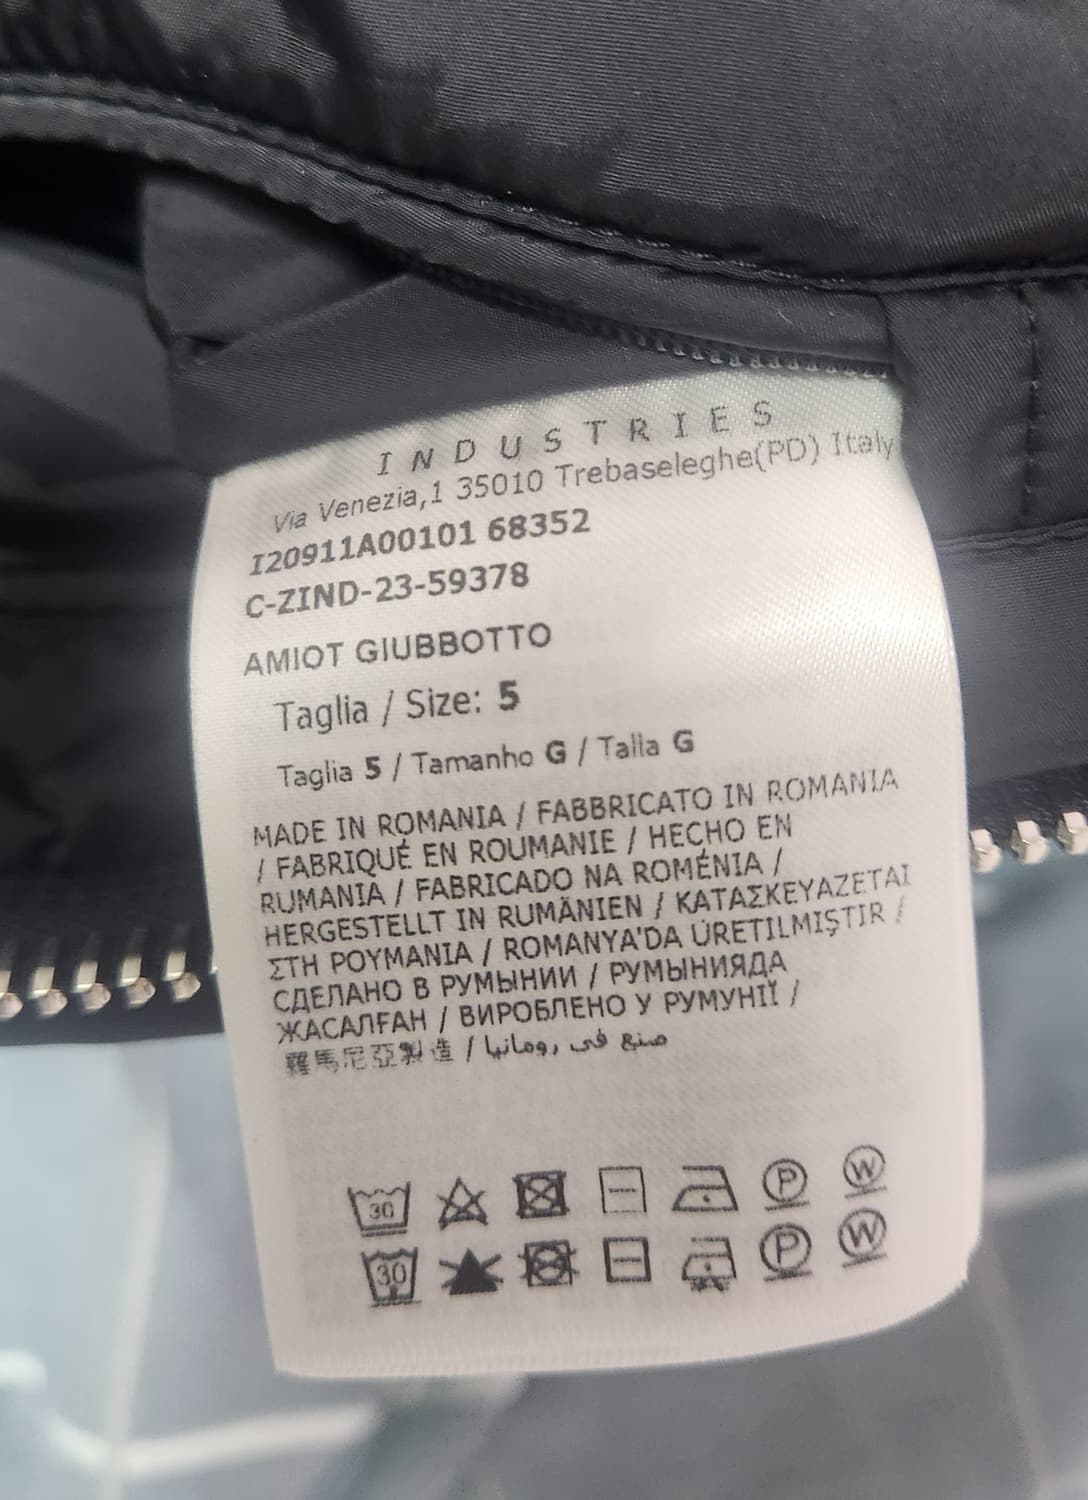 INDUSTRIES
Via Venezia,1 35010 Trebaseleghe(PD) Italy
I20911A00101 68352
C-ZIND-23-59378
AMIOT GIUBBOTTO
Taglia / Size: 5
Taglia 5 / Tamanho G / Talla G
MADE IN ROMANIA / FABBRICATO IN ROMANIA
/ FABRIQUÉ EN ROUMANIE / HECHO EN
RUMANIA / FABRICADO NA ROMÉNIA /
HERGESTELLT IN RUMÄNIEN / ΚΑΤΑΣΚΕΥΑΖΕΤΑΙ
ΣΤΗ ΡΟΥΜΑΝΙΑ / ROMANYA'DA ÜRETILMIŞTIR /
СДЕЛАНО В РУМЫНИИ / РУМЫНИЯДА
ЖАСАЛҒАН / ВИРОБЛЕНО У РУМУНІЇ /
羅馬尼亞製造 / صنع في رومانيا
30 P W
30 P W